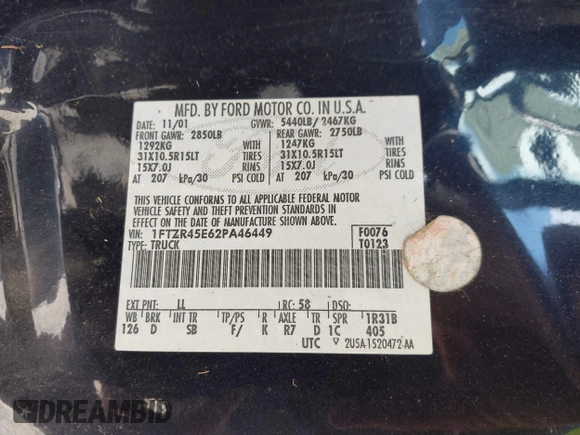 MFD. BY FORD MOTOR CO. IN U.S.A.
DATE: 11/01 GVWR: 5440LB/ 2467KG
FRONT GAWR: 2850LB REAR GAWR: 2750LB
1292KG WITH 1247KG WITH
31X10.5R15LT TIRES 31X10.5R15LT TIRES
15X7.0J RIMS 15X7.0J RIMS
AT 207 kPa/30 PSI COLD AT 207 kPa/30 PSI COLD
THIS VEHICLE CONFORMS TO ALL APPLICABLE FEDERAL MOTOR
VEHICLE SAFETY AND THEFT PREVENTION STANDARDS IN EFFECT
ON THE DATE OF MANUFACTURE SHOWN ABOVE.
VIN: 1FTZR45E62PA46449 F0076
TYPE: TRUCK T0123
EXT PNT: LL RC: 58 DSO:
WB BRK INT TR TP/PS R AXLE TR SPR 1R31B
126 D SB F/ K R7 D 1C 405
UTC ▽ 2U5A-1520472-AA
DREAMBID